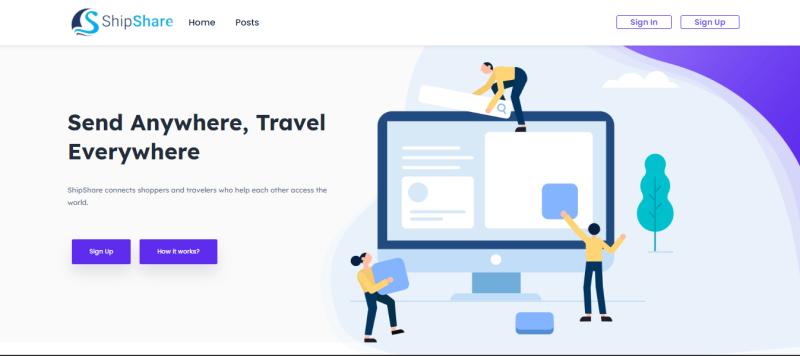 ShipShare
Home
Posts
Sign In
Sign Up
Send Anywhere, Travel
Everywhere
ShipShare connects shoppers and travelers who help each other access the
world.
Sign Up
How it works?